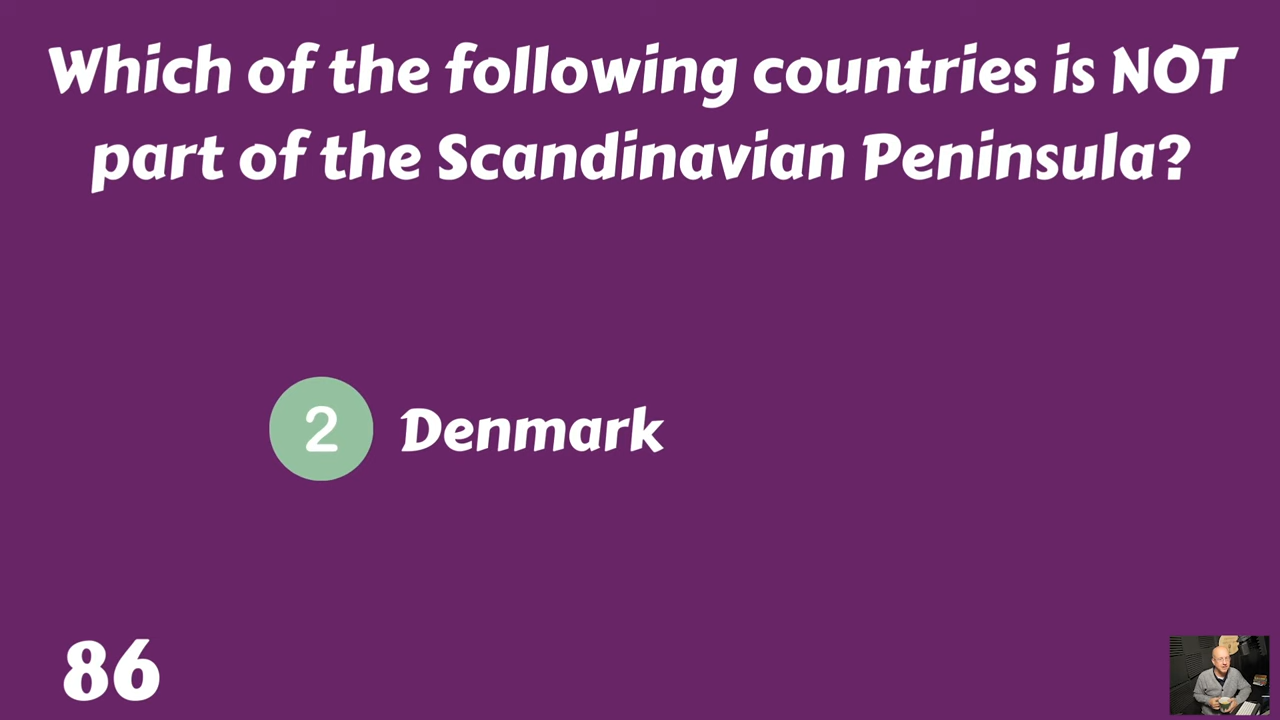 Which of the following countries is NOT
part of the Scandinavian Peninsula?
2 Denmark
86